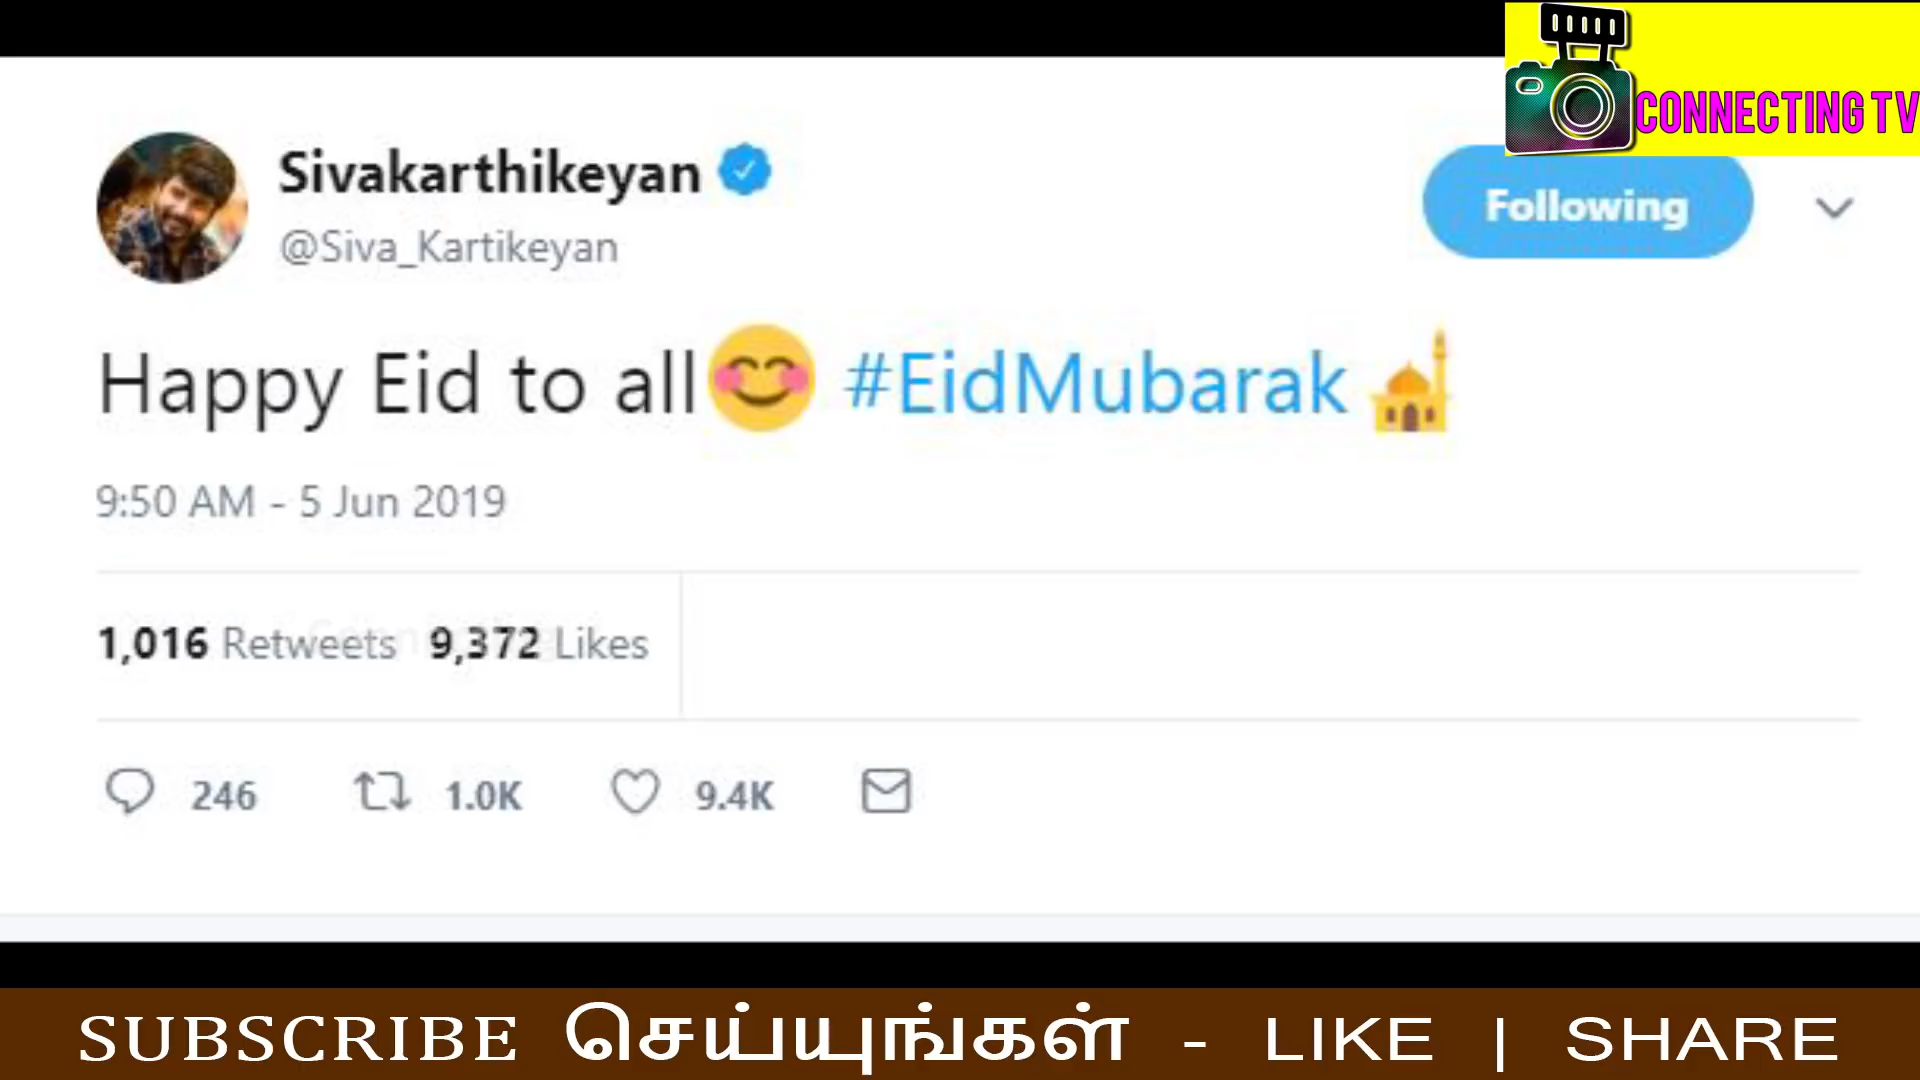 CONNECTING TV
Sivakarthikeyan
@Siva_Kartikeyan
Following
Happy Eid to all😊 #EidMubarak🕌
9:50 AM - 5 Jun 2019
1,016 Retweets 9,372 Likes
246 1.0K 9.4K
SUBSCRIBE செய்யுங்கள் - LIKE | SHARE